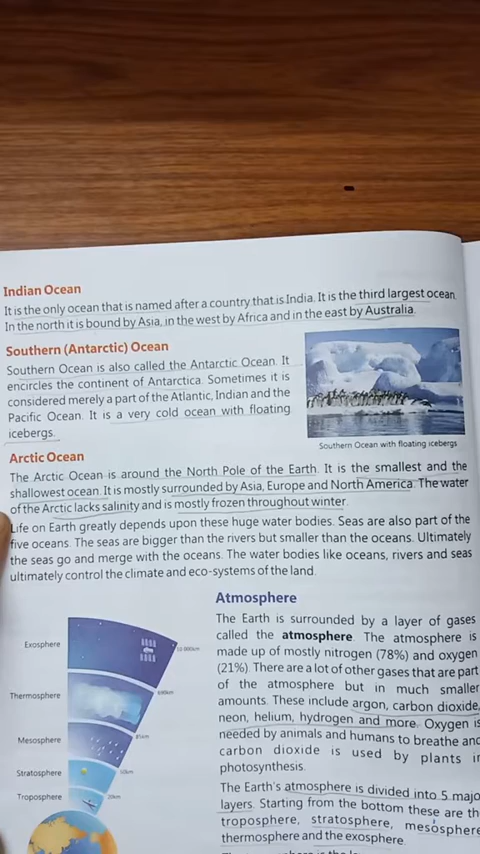 Indian Ocean
It is the only ocean that is named after a country that is India. It is the third largest ocean.
In the north it is bound by Asia, in the west by Africa and in the east by Australia.
Southern (Antarctic) Ocean
Southern Ocean is also called the Antarctic Ocean. It
encircles the continent of Antarctica. Sometimes it is
considered merely a part of the Atlantic, Indian and the
Pacific Ocean. It is a very cold ocean with floating
icebergs.
Southern Ocean with floating icebergs
Arctic Ocean
The Arctic Ocean is around the North Pole of the Earth. It is the smallest and the
shallowest ocean. It is mostly surrounded by Asia, Europe and North America. The water
of the Arctic lacks salinity and is mostly frozen throughout winter.
Life on Earth greatly depends upon these huge water bodies. Seas are also part of the
five oceans. The seas are bigger than the rivers but smaller than the oceans. Ultimately
the seas go and merge with the oceans. The water bodies like oceans, rivers and seas
ultimately control the climate and eco-systems of the land.
Exosphere
10 000km
Thermosphere
690km
Mesosphere
85km
Stratosphere
50km
Troposphere
20km
Atmosphere
The Earth is surrounded by a layer of gases
called the atmosphere. The atmosphere is
made up of mostly nitrogen (78%) and oxygen
(21%). There are a lot of other gases that are part
of the atmosphere but in much smaller
amounts. These include argon, carbon dioxide,
neon, helium, hydrogen and more. Oxygen is
needed by animals and humans to breathe and
carbon dioxide is used by plants in
photosynthesis.
The Earth's atmosphere is divided into 5 majo
layers. Starting from the bottom these are th
troposphere, stratosphere, mesosphere
thermosphere and the exosphere.